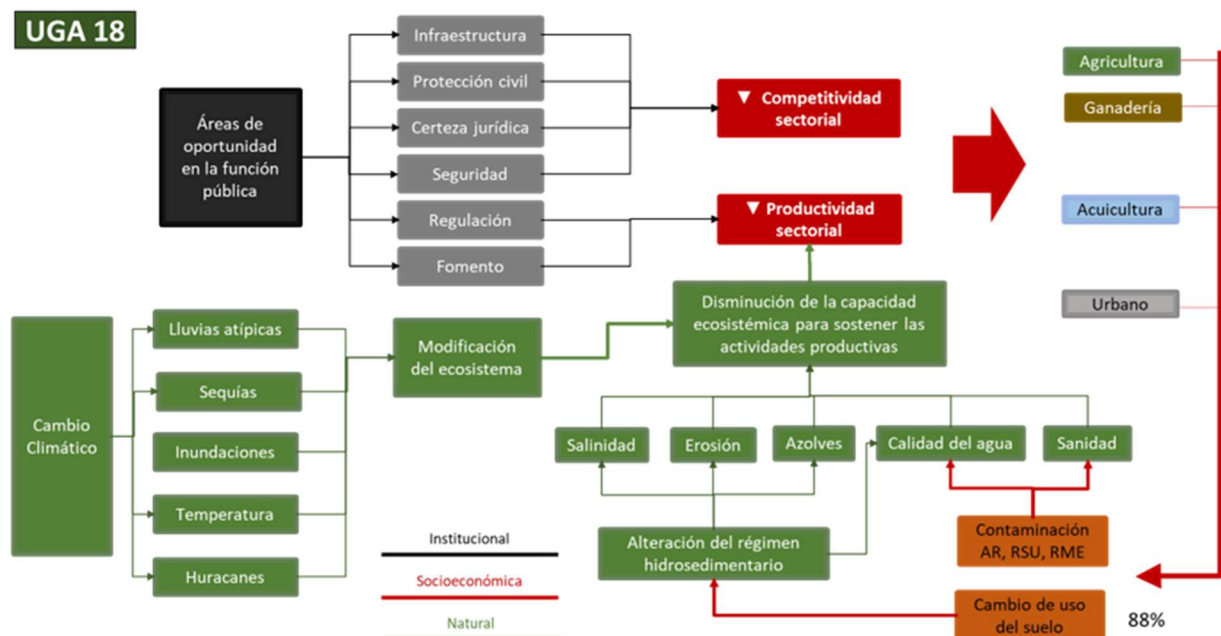 UGA 18
Áreas de
oportunidad
en la función
pública
Infraestructura
Protección civil
Certeza jurídica
Seguridad
Regulación
Fomento
▼ Competitividad
sectorial
▼ Productividad
sectorial
Agricultura
Ganadería
Acuicultura
Urbano
Cambio
Climático
Lluvias atípicas
Sequías
Inundaciones
Temperatura
Huracanes
Modificación
del ecosistema
Disminución de la capacidad
ecosistémica para sostener las
actividades productivas
Salinidad
Erosión
Azolves
Calidad del agua
Sanidad
Alteración del régimen
hidrosedimentario
Contaminación
AR, RSU, RME
Cambio de uso
del suelo
88%
Institucional
Socioeconómica
Natural